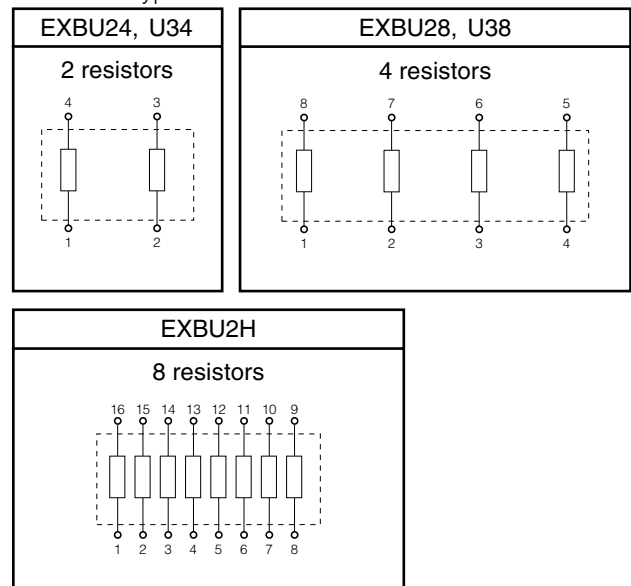 EXBU24, U34
2 resistors
4 3
1 2
EXBU28, U38
4 resistors
8 7 6 5
1 2 3 4
EXBU2H
8 resistors
16 15 14 13 12 11 10 9
1 2 3 4 5 6 7 8